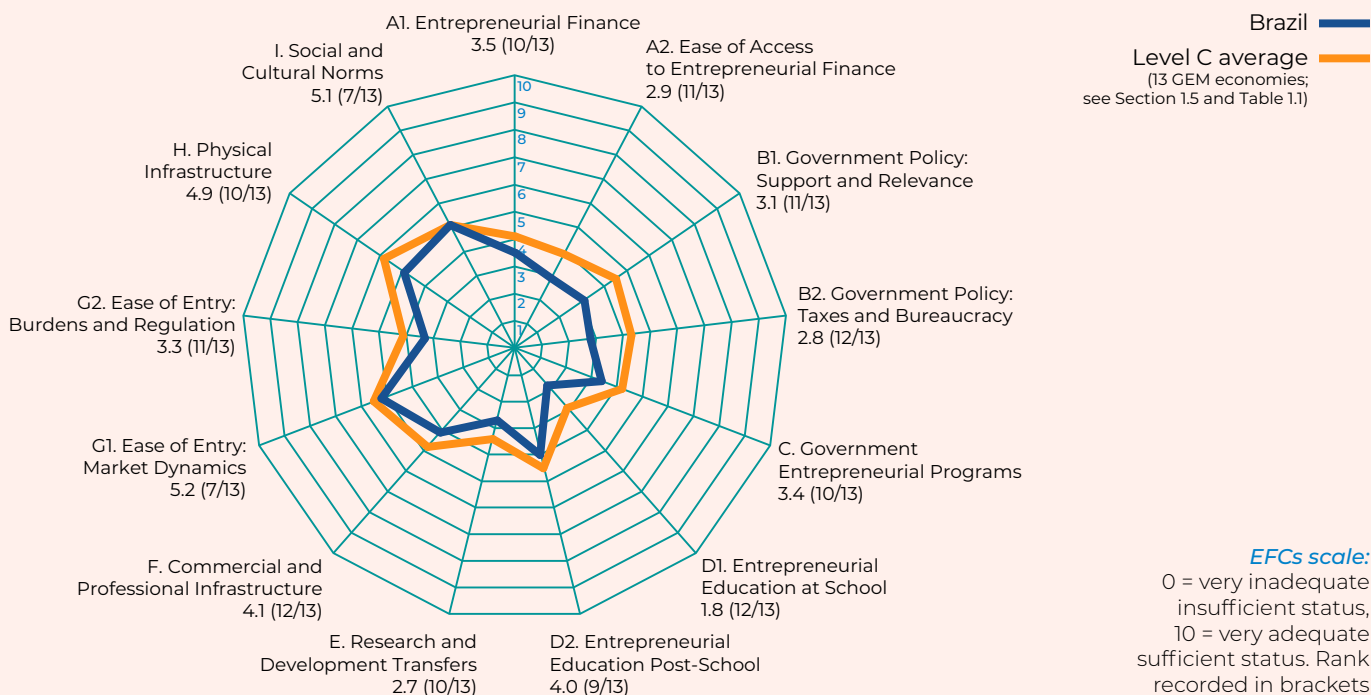 A1. Entrepreneurial Finance
3.5 (10/13)
A2. Ease of Access
to Entrepreneurial Finance
2.9 (11/13)
B1. Government Policy:
Support and Relevance
3.1 (11/13)
B2. Government Policy:
Taxes and Bureaucracy
2.8 (12/13)
C. Government
Entrepreneurial Programs
3.4 (10/13)
D1. Entrepreneurial
Education at School
1.8 (12/13)
D2. Entrepreneurial
Education Post-School
4.0 (9/13)
E. Research and
Development Transfers
2.7 (10/13)
F. Commercial and
Professional Infrastructure
4.1 (12/13)
G1. Ease of Entry:
Market Dynamics
5.2 (7/13)
G2. Ease of Entry:
Burdens and Regulation
3.3 (11/13)
H. Physical
Infrastructure
4.9 (10/13)
I. Social and
Cultural Norms
5.1 (7/13)
10
9
8
7
6
5
4
3
2
1
Brazil
Level C average
(13 GEM economies;
see Section 1.5 and Table 1.1)
EFCs scale:
0 = very inadequate
insufficient status,
10 = very adequate
sufficient status. Rank
recorded in brackets